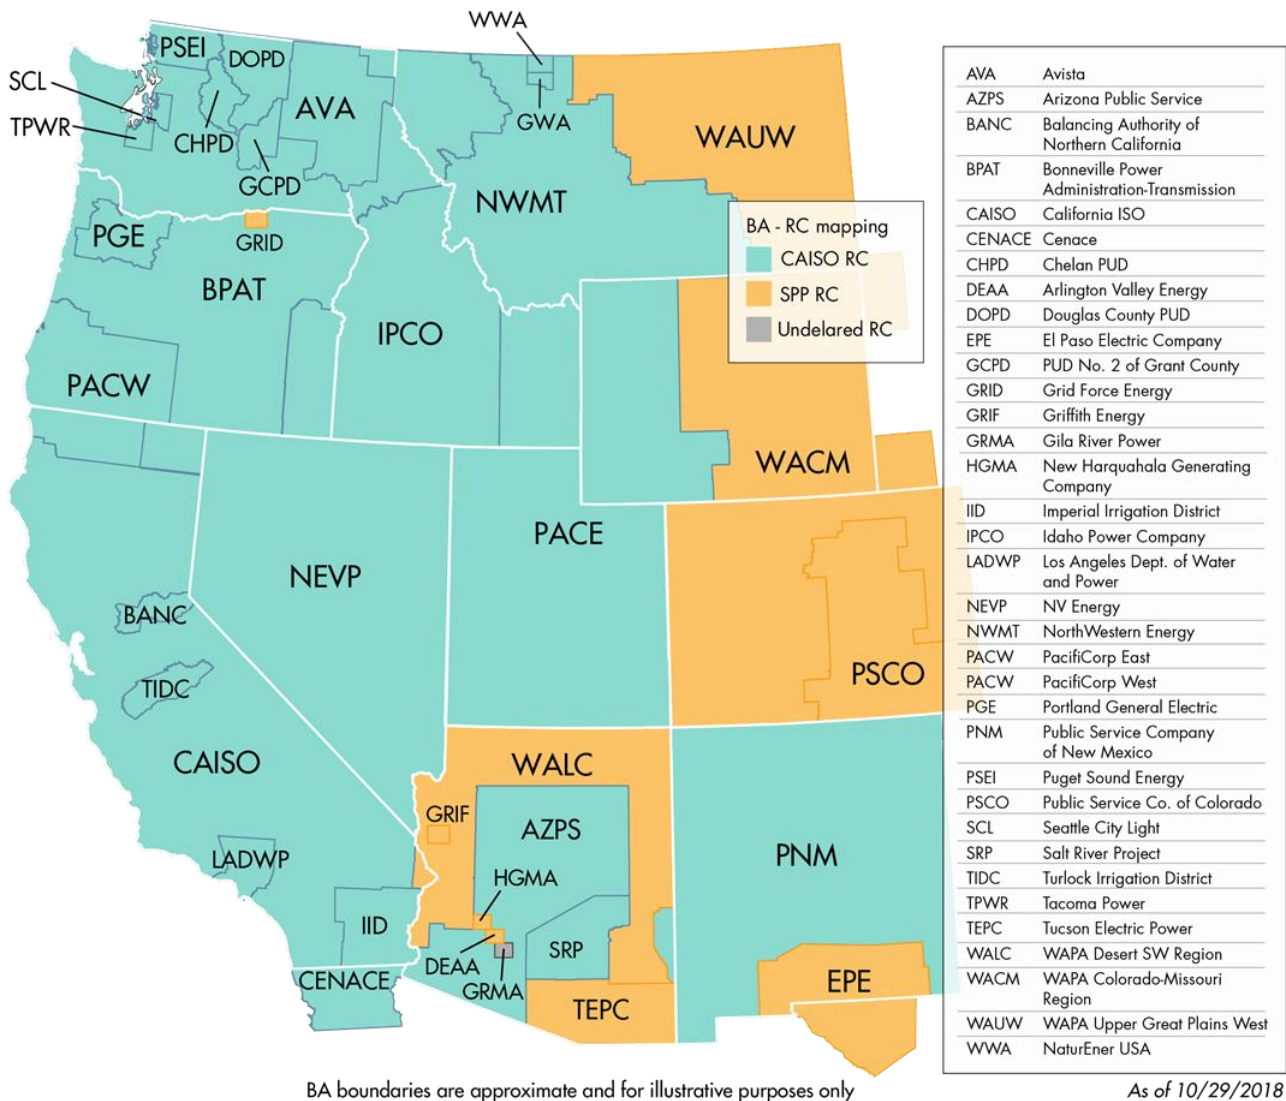 WWA
PSEI
DOPD
SCL
AVA
TPWR
CHPD
GWA
WAUW
GCPD
NWMT
PGE
GRID
BPAT
IPCO
PACW
WACM
BA - RC mapping
CAISO RC
SPP RC
Undelared RC
PACE
NEVP
BANC
PSCO
TIDC
CAISO
WALC
GRIF
AZPS
PNM
LADWP
HGMA
IID
SRP
DEAA
CENACE
GRMA
EPE
TEPC
AVA Avista
AZPS Arizona Public Service
BANC Balancing Authority of
Northern California
BPAT Bonneville Power
Administration-Transmission
CAISO California ISO
CENACE Cenace
CHPD Chelan PUD
DEAA Arlington Valley Energy
DOPD Douglas County PUD
EPE El Paso Electric Company
GCPD PUD No. 2 of Grant County
GRID Grid Force Energy
GRIF Griffith Energy
GRMA Gila River Power
HGMA New Harquahala Generating
Company
IID Imperial Irrigation District
IPCO Idaho Power Company
LADWP Los Angeles Dept. of Water
and Power
NEVP NV Energy
NWMT NorthWestern Energy
PACW PacifiCorp East
PACW PacifiCorp West
PGE Portland General Electric
PNM Public Service Company
of New Mexico
PSEI Puget Sound Energy
PSCO Public Service Co. of Colorado
SCL Seattle City Light
SRP Salt River Project
TIDC Turlock Irrigation District
TPWR Tacoma Power
TEPC Tucson Electric Power
WALC WAPA Desert SW Region
WACM WAPA Colorado-Missouri
Region
WAUW WAPA Upper Great Plains West
WWA NaturEner USA
BA boundaries are approximate and for illustrative purposes only
As of 10/29/2018